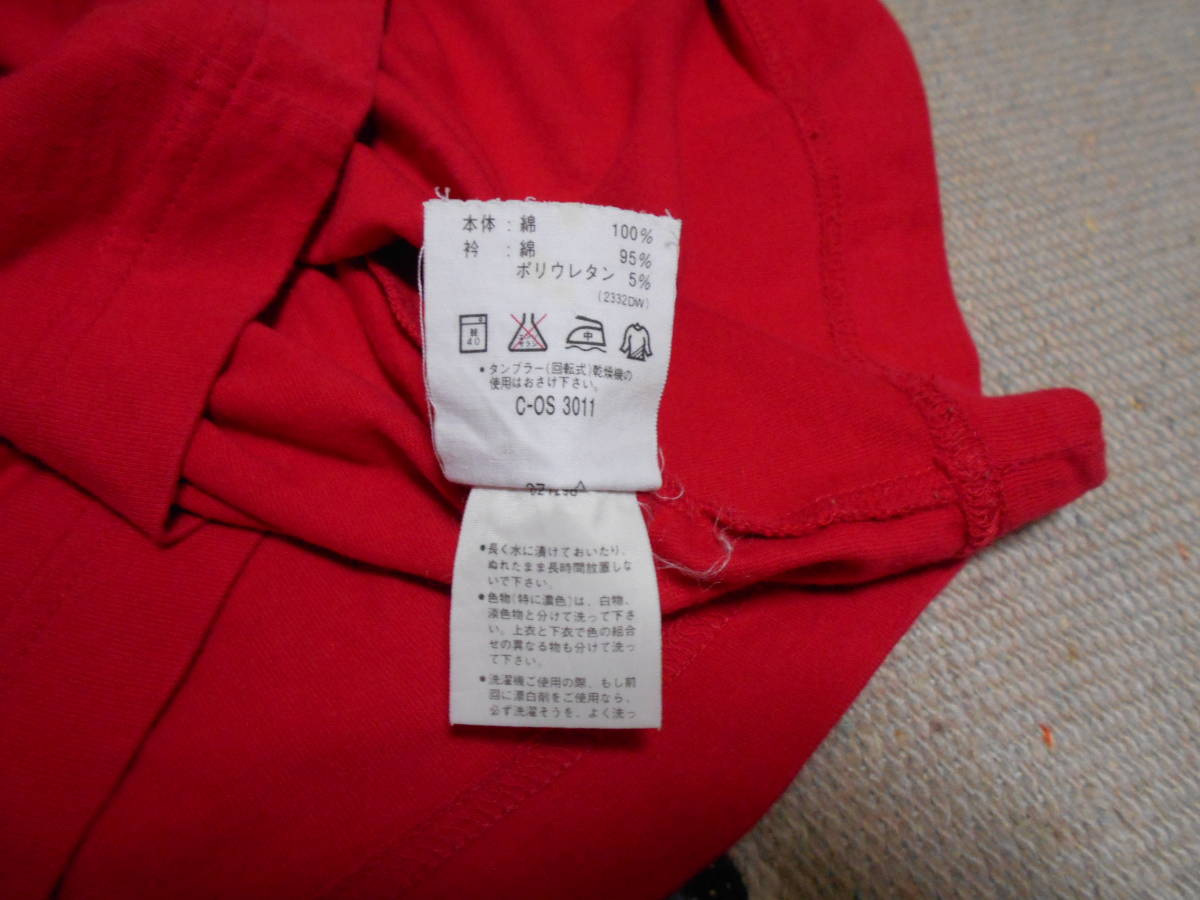 本体：綿 100%
衿：綿 95%
ポリウレタン 5%
(2332DW)
弱 40 エンソ サラシ 中
•タンブラー(回転式)乾燥機の
使用はおさけ下さい。
C-OS 3011
•長く水に漬けておいたり、
ぬれたまま長時間放置しな
いで下さい。
•色物(特に濃色)は、白物、
淡色物と分けて洗って下さ
い。上衣と下衣で色の組合
せの異なる物も分けて洗っ
て下さい。
•洗濯機ご使用の際、もし前
回に漂白剤をご使用なら、
必ず洗濯そうを、よく洗っ